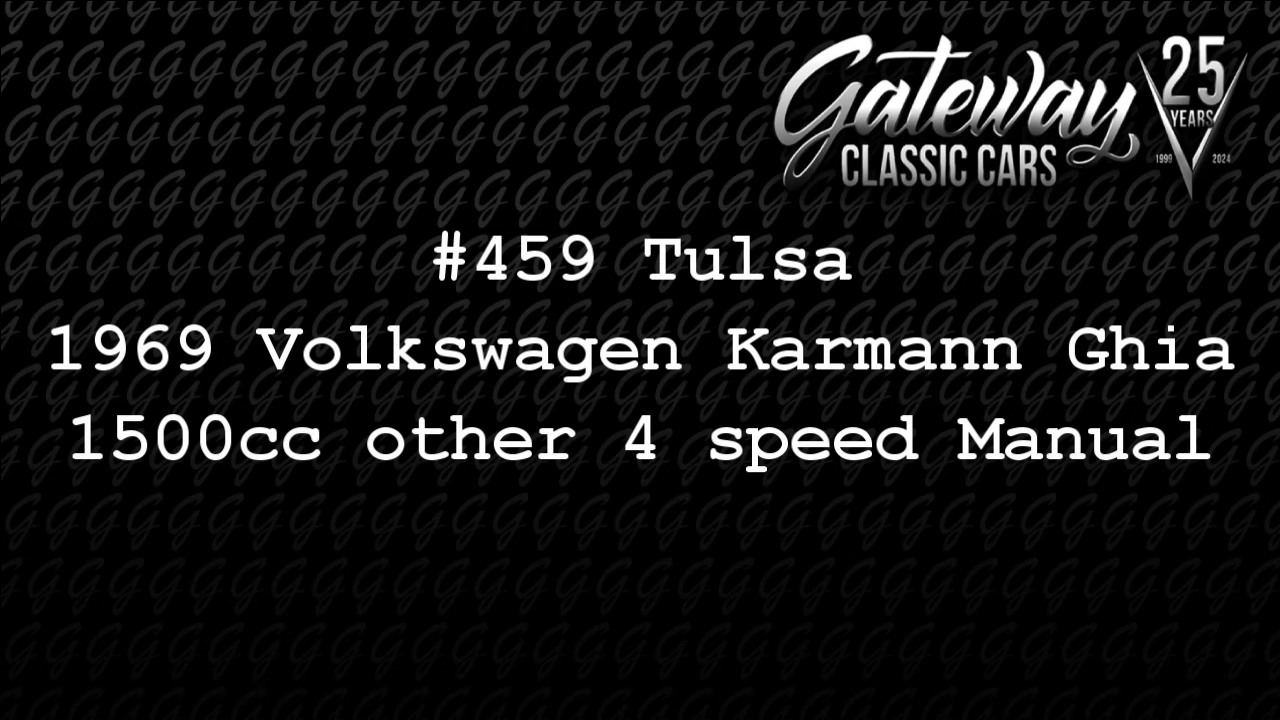 Gateway
CLASSIC CARS
25
YEARS
1999 2024
#459 Tulsa
1969 Volkswagen Karmann Ghia
1500cc other 4 speed Manual